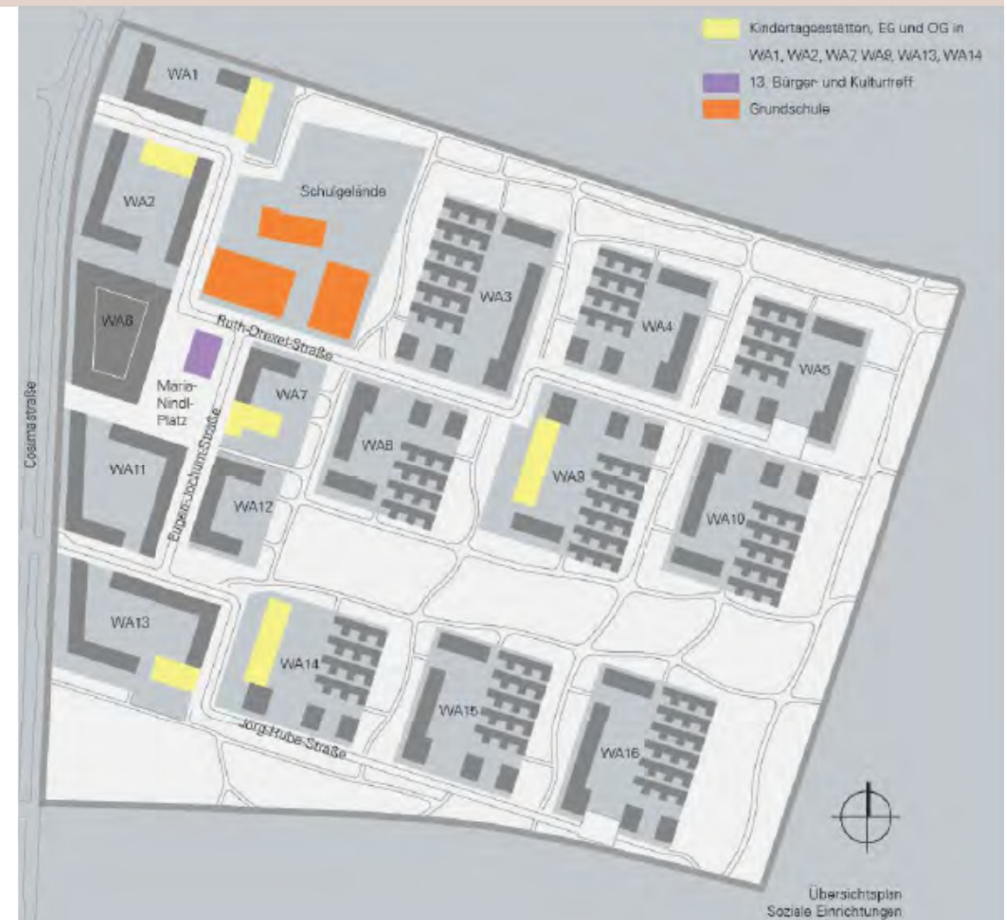 Kindertagesstätten, EG und OG in
WA1, WA2, WA7, WA9, WA13, WA14
13. Bürger- und Kulturtreff
Grundschule
WA1
Schulgelände
WA2
WA3
WA6
WA4
Ruth-Drexel-Straße
WA5
Maria-
Nindl-
Platz
WA7
Cosimastraße
WA8
WA11
Eugen-Jochum-Straße
WA9
WA12
WA10
WA13
WA14
WA15
Jörg-Hube-Straße
WA16
Übersichtsplan
Soziale Einrichtungen